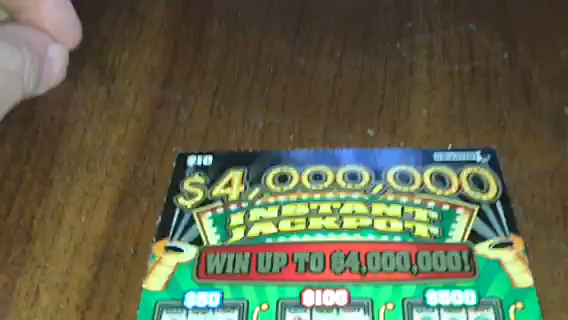 $10
$4,000,000
INSTANT
JACKPOT
WIN UP TO $4,000,000!
$50 $100 $500